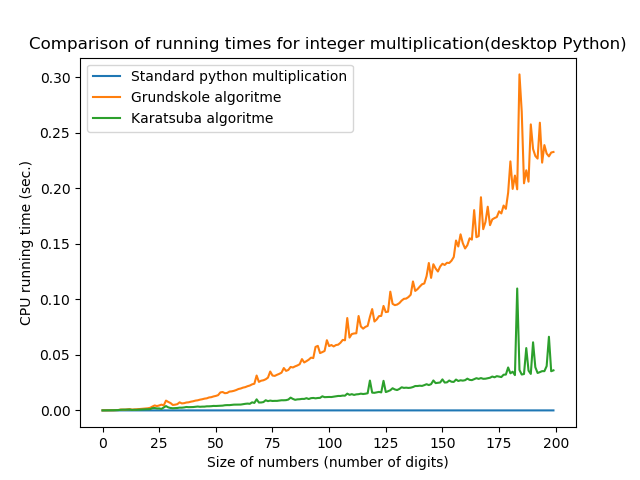 Comparison of running times for integer multiplication(desktop Python)
Standard python multiplication
Grundskole algoritme
Karatsuba algoritme
CPU running time (sec.)
0.30
0.25
0.20
0.15
0.10
0.05
0.00
0 25 50 75 100 125 150 175 200
Size of numbers (number of digits)